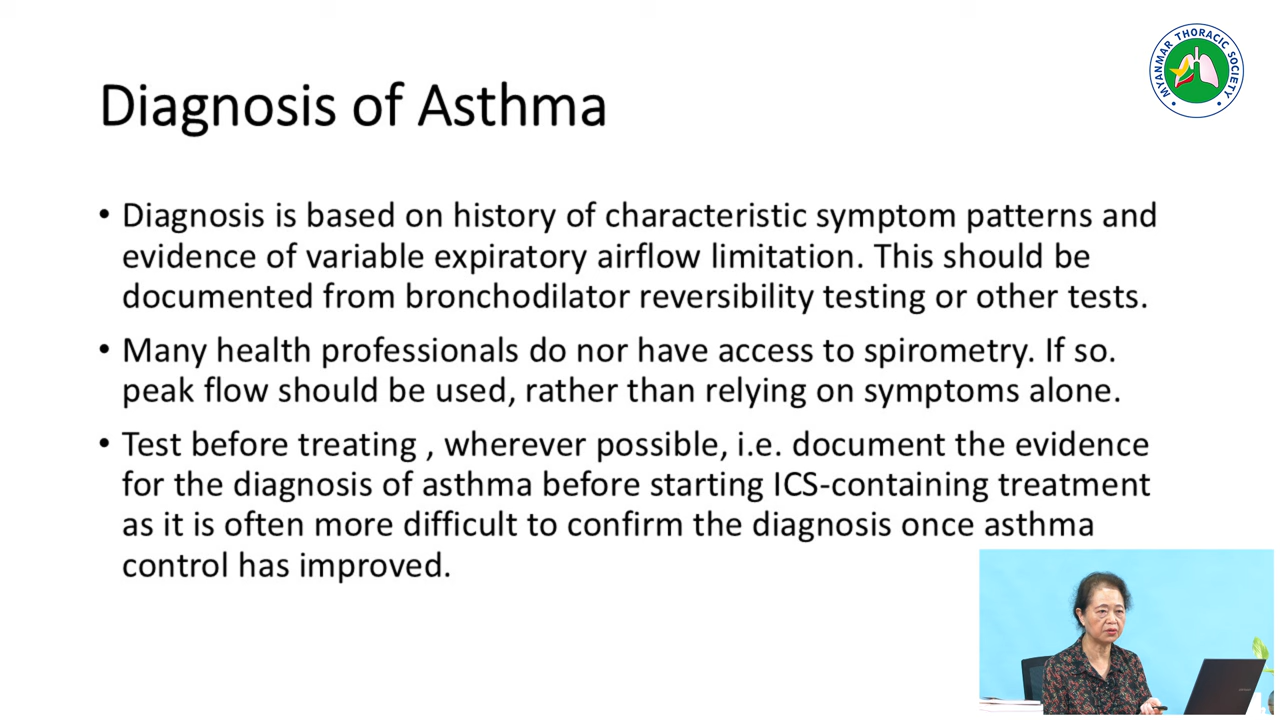 MYANMAR THORACIC SOCIETY
Diagnosis of Asthma
• Diagnosis is based on history of characteristic symptom patterns and
evidence of variable expiratory airflow limitation. This should be
documented from bronchodilator reversibility testing or other tests.
• Many health professionals do nor have access to spirometry. If so.
peak flow should be used, rather than relying on symptoms alone.
• Test before treating , wherever possible, i.e. document the evidence
for the diagnosis of asthma before starting ICS-containing treatment
as it is often more difficult to confirm the diagnosis once asthma
control has improved.